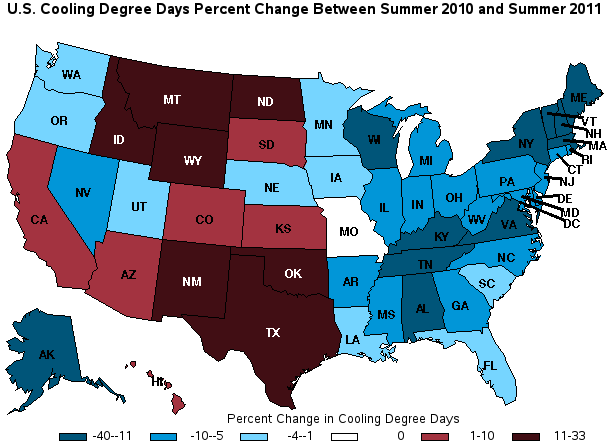 U.S. Cooling Degree Days Percent Change Between Summer 2010 and Summer 2011
WA
MT
ND
MN
ME
OR
ID
SD
WI
VT
NH
NY
MA
WY
MI
RI
IA
CT
NE
PA
NJ
NV
UT
IL
IN
OH
DE
CA
CO
KS
MO
WV
VA
MD
DC
KY
NC
AZ
NM
OK
AR
TN
SC
TX
MS
AL
GA
LA
AK
FL
HI
Percent Change in Cooling Degree Days
-40--11 -10--5 -4--1 0 1-10 11-33